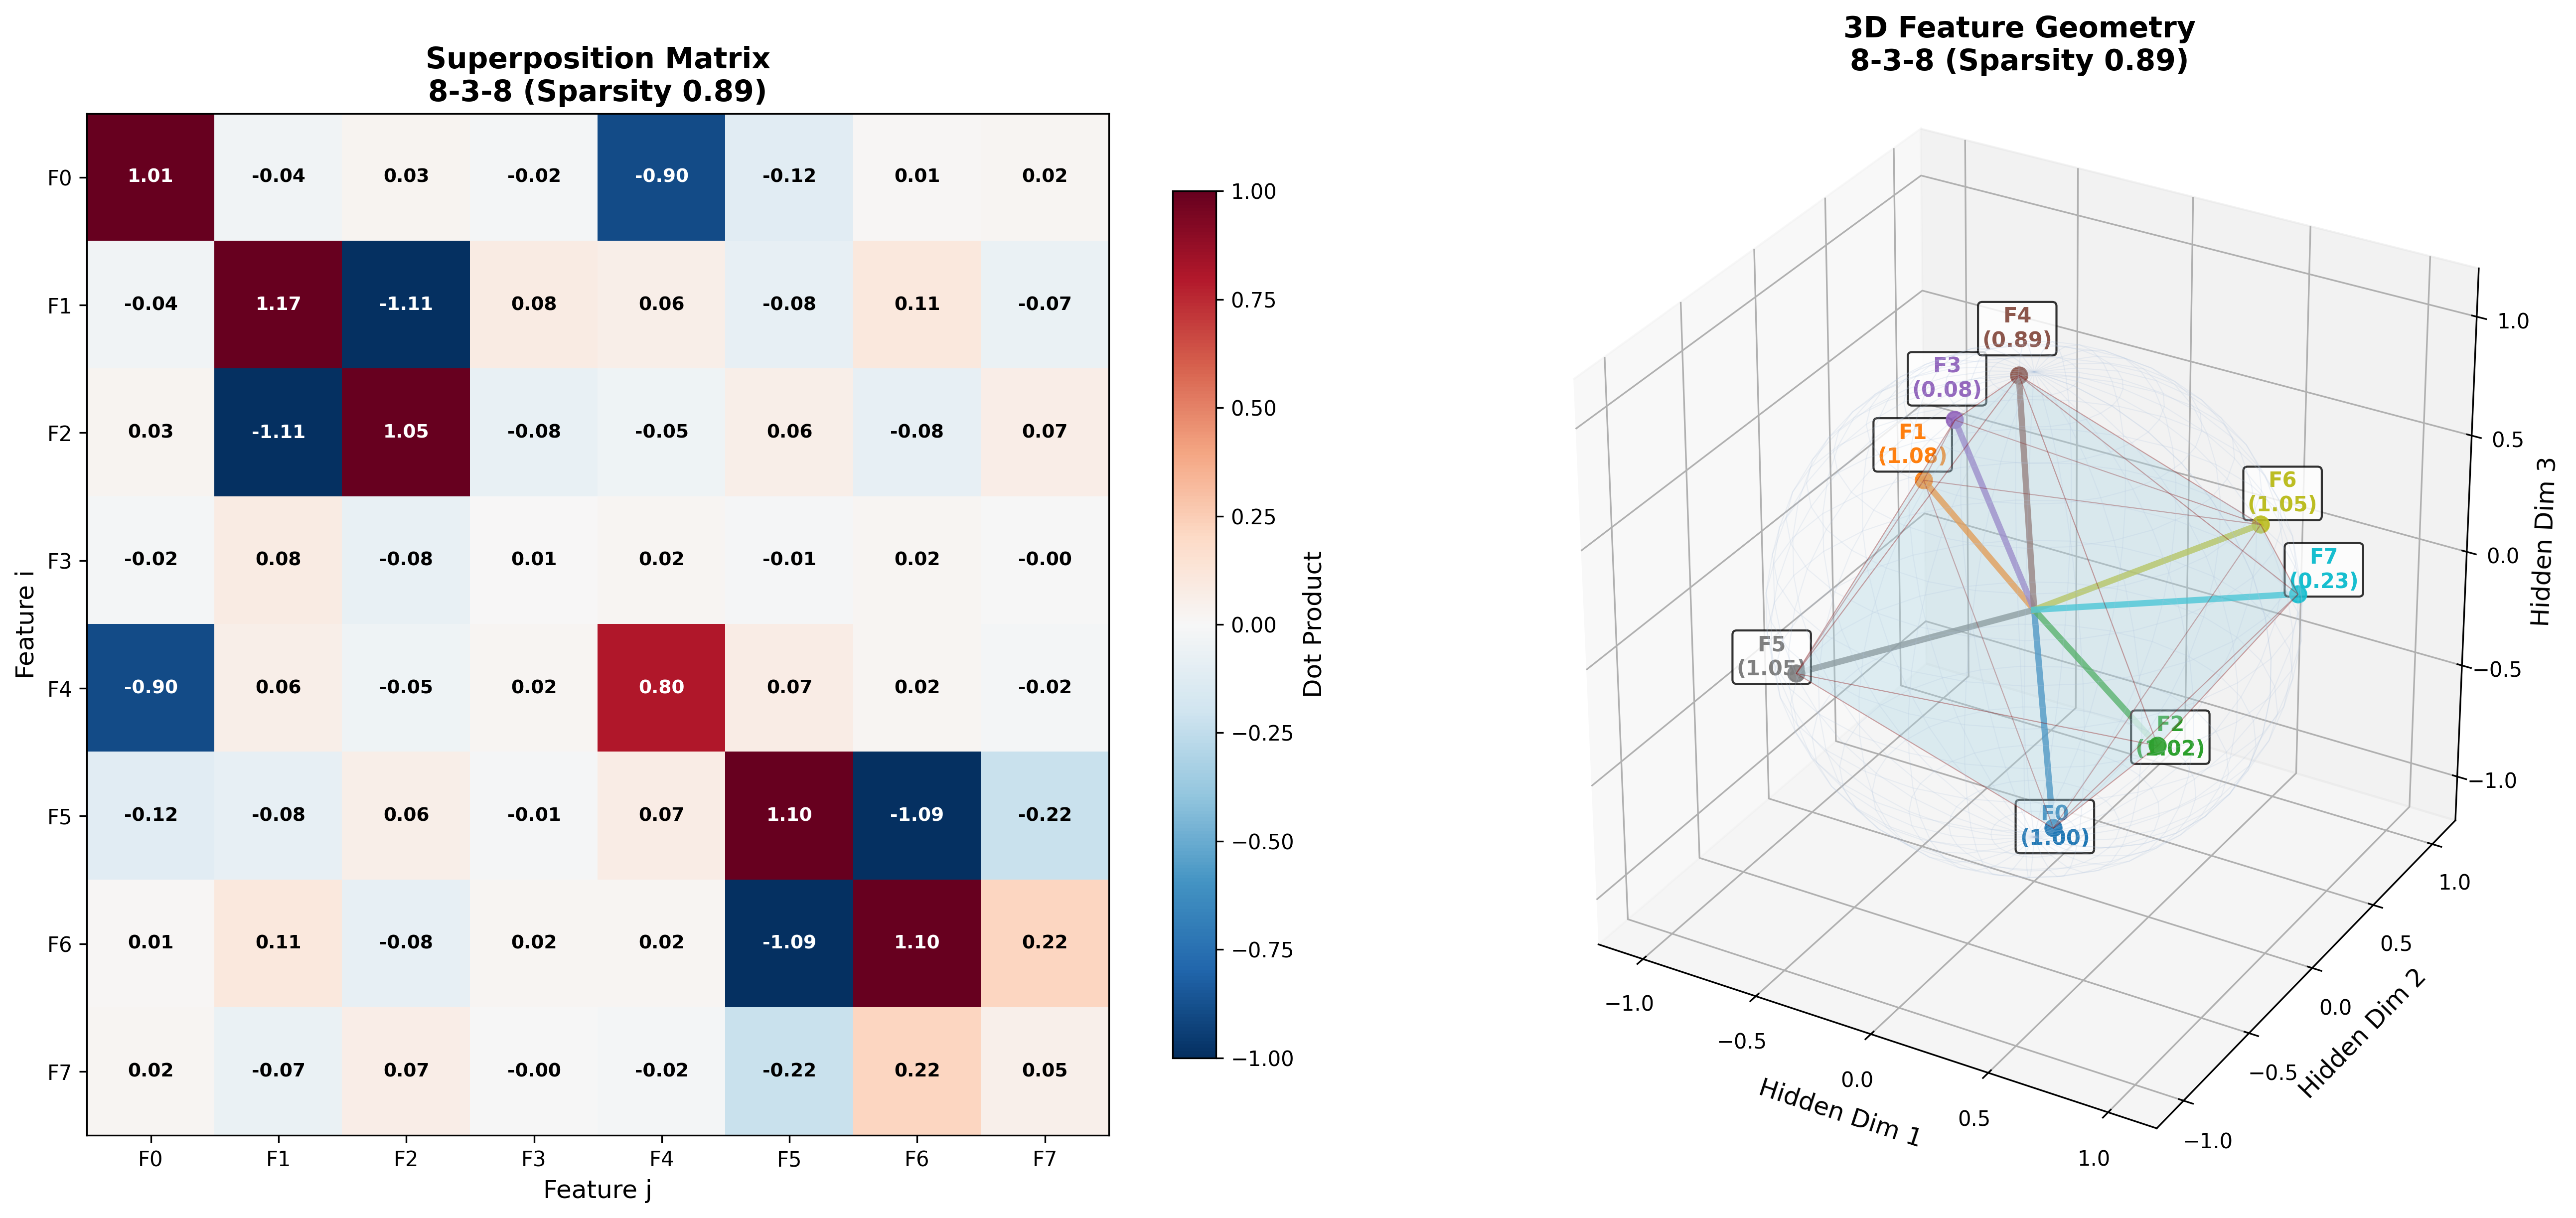 Superposition Matrix
8-3-8 (Sparsity 0.89)
F0 1.01 -0.04 0.03 -0.02 -0.90 -0.12 0.01 0.02
F1 -0.04 1.17 -1.11 0.08 0.06 -0.08 0.11 -0.07
F2 0.03 -1.11 1.05 -0.08 -0.05 0.06 -0.08 0.07
F3 -0.02 0.08 -0.08 0.01 0.02 -0.01 0.02 -0.00
F4 -0.90 0.06 -0.05 0.02 0.80 0.07 0.02 -0.02
F5 -0.12 -0.08 0.06 -0.01 0.07 1.10 -1.09 -0.22
F6 0.01 0.11 -0.08 0.02 0.02 -1.09 1.10 0.22
F7 0.02 -0.07 0.07 -0.00 -0.02 -0.22 0.22 0.05
F0 F1 F2 F3 F4 F5 F6 F7
Feature j
Feature i
1.00
0.75
0.50
0.25
0.00
−0.25
−0.50
−0.75
−1.00
Dot Product
3D Feature Geometry
8-3-8 (Sparsity 0.89)
F4
(0.89)
F3
(0.08)
F1
(1.08)
F6
(1.05)
F7
(0.23)
F5
(1.05)
F2
(1.02)
F0
(1.00)
1.0
0.5
0.0
−0.5
−1.0
Hidden Dim 3
1.0
0.5
0.0
−0.5
−1.0
Hidden Dim 2
−1.0
−0.5
0.0
0.5
1.0
Hidden Dim 1